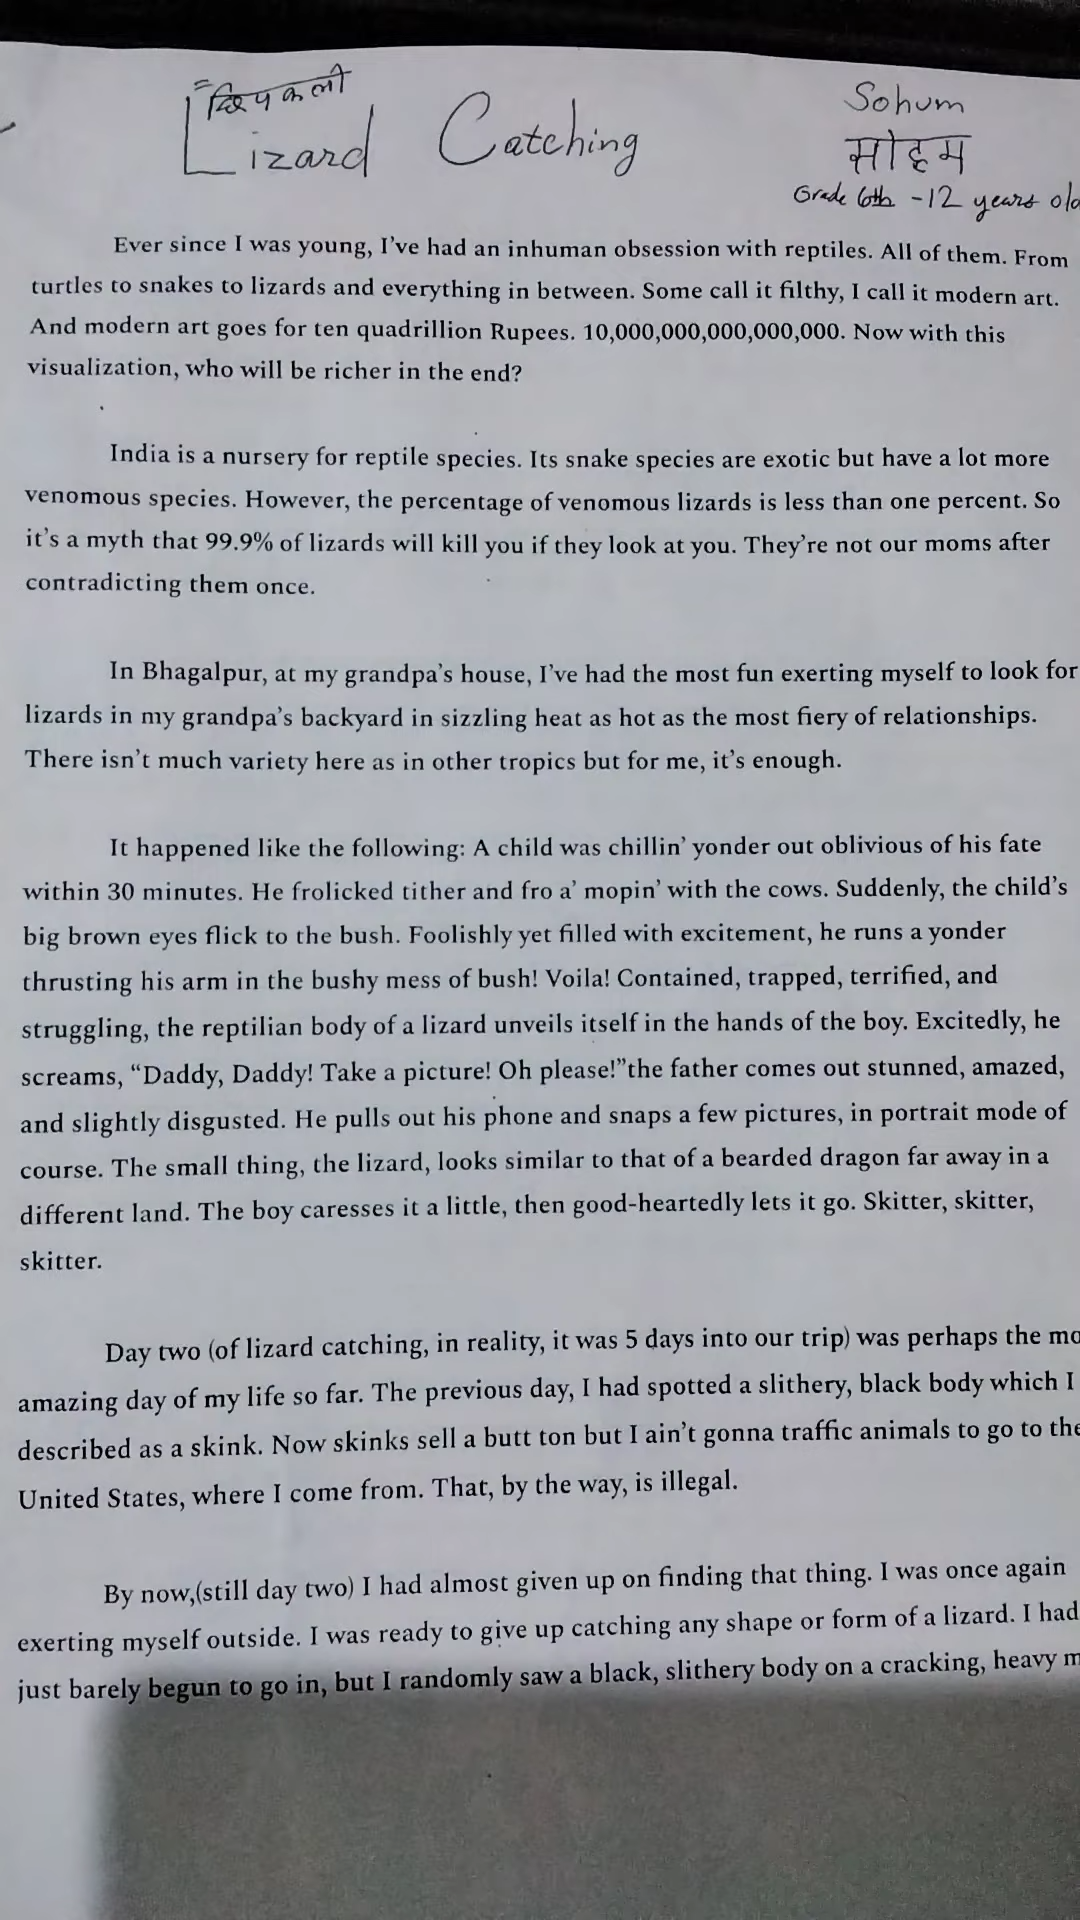 छिपकली
Lizard Catching
Sohum
सोहम
Grade 6th -12 years old
Ever since I was young, I've had an inhuman obsession with reptiles. All of them. From
turtles to snakes to lizards and everything in between. Some call it filthy, I call it modern art.
And modern art goes for ten quadrillion Rupees. 10,000,000,000,000,000. Now with this
visualization, who will be richer in the end?
India is a nursery for reptile species. Its snake species are exotic but have a lot more
venomous species. However, the percentage of venomous lizards is less than one percent. So
it's a myth that 99.9% of lizards will kill you if they look at you. They're not our moms after
contradicting them once.
In Bhagalpur, at my grandpa's house, I've had the most fun exerting myself to look for
lizards in my grandpa's backyard in sizzling heat as hot as the most fiery of relationships.
There isn't much variety here as in other tropics but for me, it's enough.
It happened like the following: A child was chillin' yonder out oblivious of his fate
within 30 minutes. He frolicked tither and fro a' mopin' with the cows. Suddenly, the child's
big brown eyes flick to the bush. Foolishly yet filled with excitement, he runs a yonder
thrusting his arm in the bushy mess of bush! Voila! Contained, trapped, terrified, and
struggling, the reptilian body of a lizard unveils itself in the hands of the boy. Excitedly, he
screams, “Daddy, Daddy! Take a picture! Oh please!”the father comes out stunned, amazed,
and slightly disgusted. He pulls out his phone and snaps a few pictures, in portrait mode of
course. The small thing, the lizard, looks similar to that of a bearded dragon far away in a
different land. The boy caresses it a little, then good-heartedly lets it go. Skitter, skitter,
skitter.
Day two (of lizard catching, in reality, it was 5 days into our trip) was perhaps the mo
amazing day of my life so far. The previous day, I had spotted a slithery, black body which I
described as a skink. Now skinks sell a butt ton but I ain't gonna traffic animals to go to the
United States, where I come from. That, by the way, is illegal.
By now,(still day two) I had almost given up on finding that thing. I was once again
exerting myself outside. I was ready to give up catching any shape or form of a lizard. I had
just barely begun to go in, but I randomly saw a black, slithery body on a cracking, heavy m